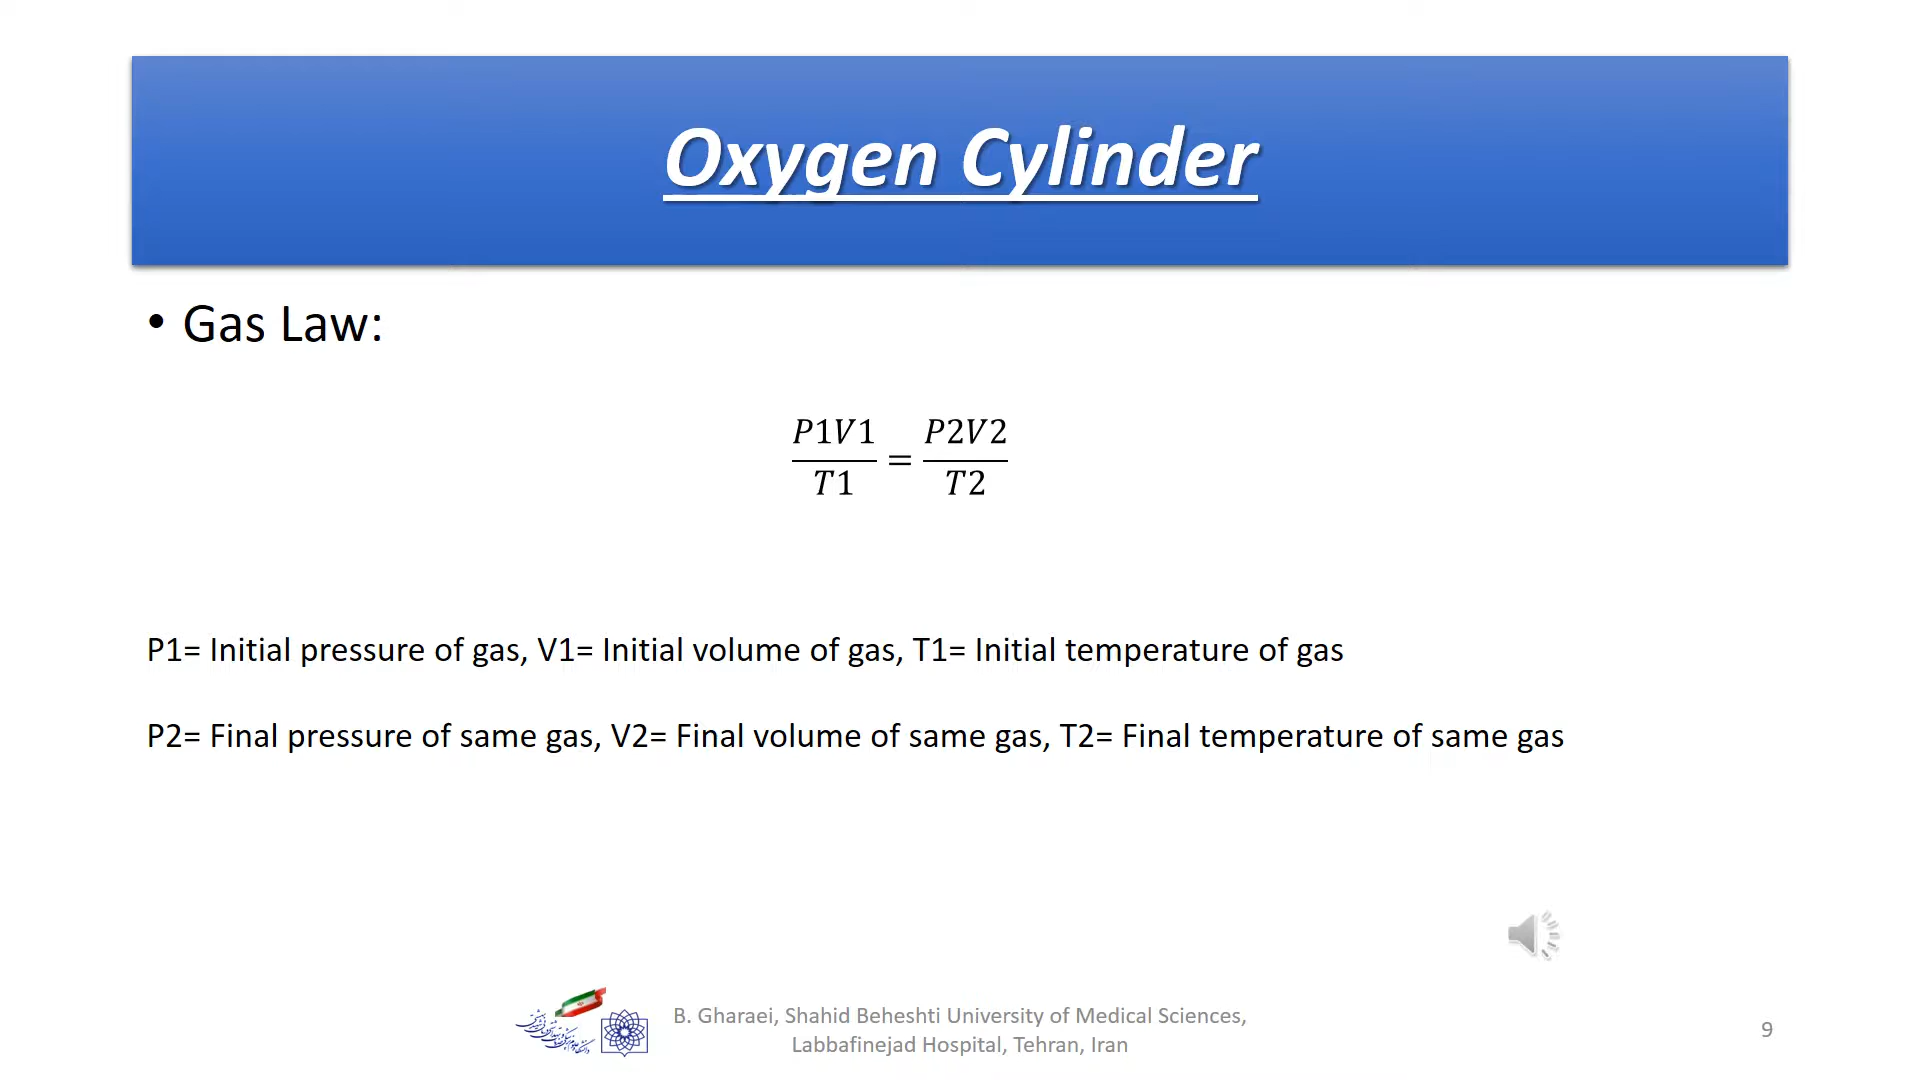 Oxygen Cylinder
• Gas Law:
P1V1/T1 = P2V2/T2
P1= Initial pressure of gas, V1= Initial volume of gas, T1= Initial temperature of gas
P2= Final pressure of same gas, V2= Final volume of same gas, T2= Final temperature of same gas
B. Gharaei, Shahid Beheshti University of Medical Sciences,
Labbafinejad Hospital, Tehran, Iran
9